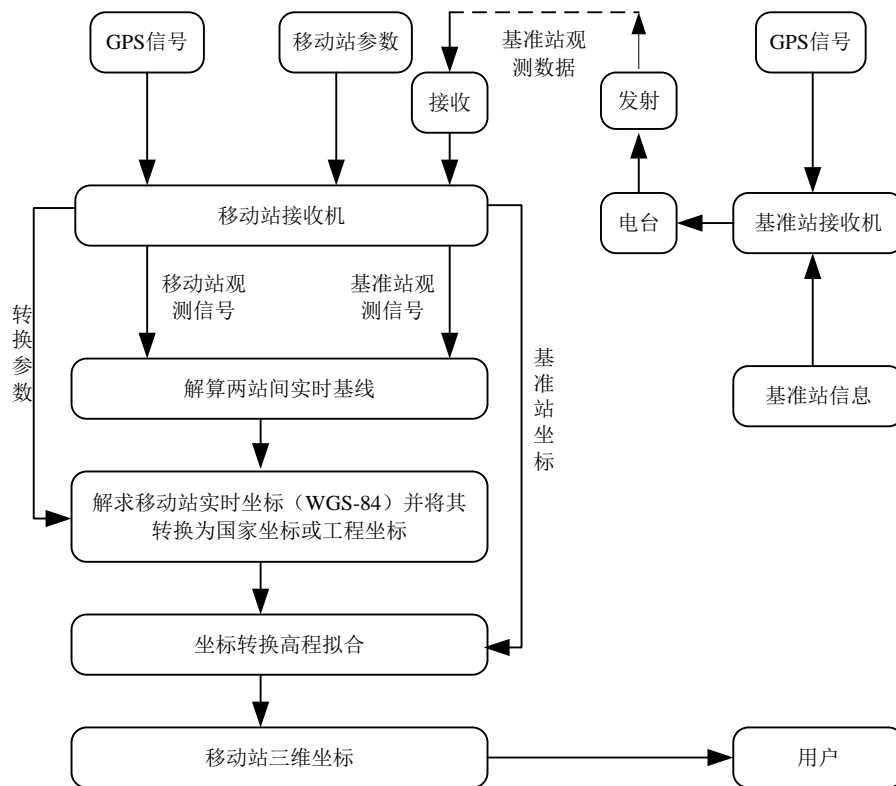 GPS信号
移动站参数
基准站观
测数据
GPS信号
接收
发射
移动站接收机
电台
基准站接收机
移动站观
测信号
基准站观
测信号
转换参数
基准站坐标
解算两站间实时基线
基准站信息
解求移动站实时坐标（WGS-84）并将其
转换为国家坐标或工程坐标
坐标转换高程拟合
移动站三维坐标
用户